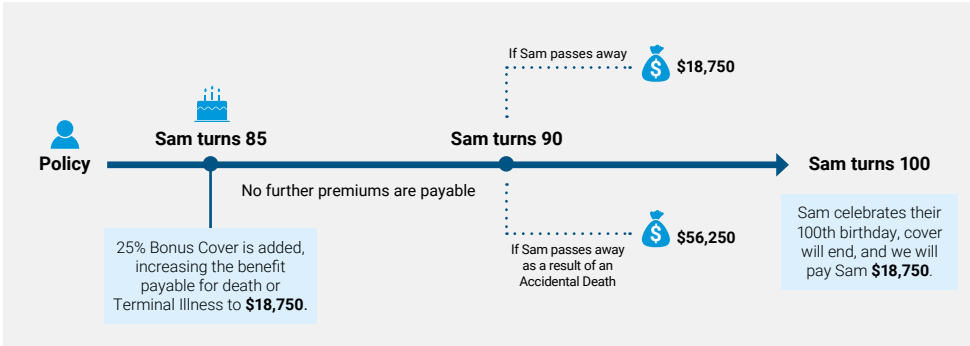 If Sam passes away
$18,750
Sam turns 85
Sam turns 90
Policy
Sam turns 100
No further premiums are payable
25% Bonus Cover is added,
increasing the benefit
payable for death or
Terminal Illness to $18,750.
$56,250
If Sam passes away
as a result of an
Accidental Death
Sam celebrates their
100th birthday, cover
will end, and we will
pay Sam $18,750.